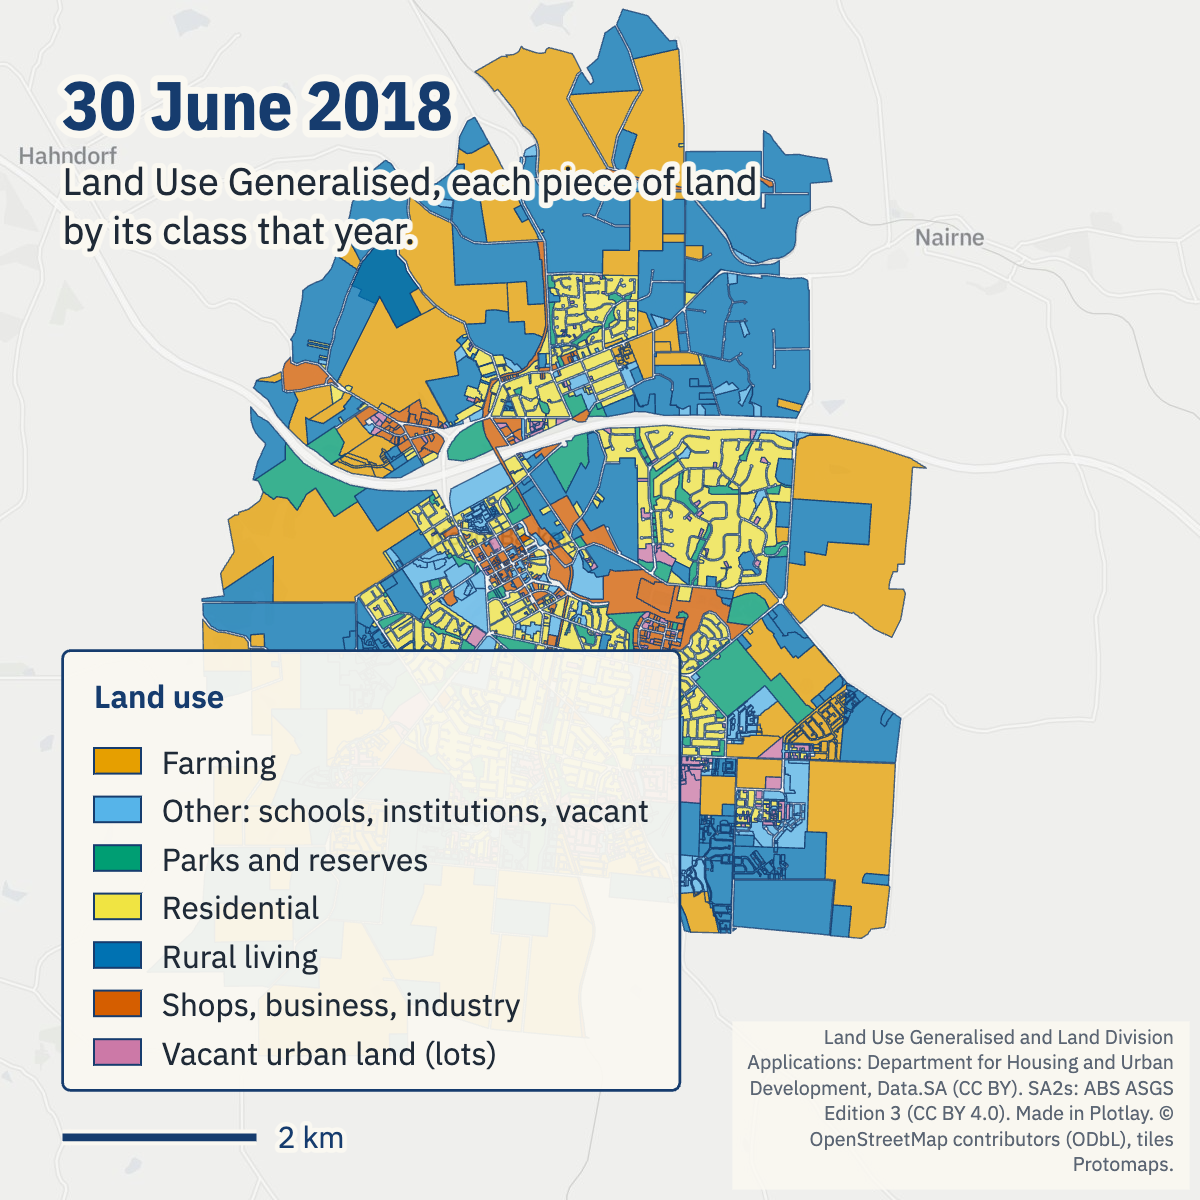 30 June 2018
Hahndorf
Land Use Generalised, each piece of land
by its class that year.
Nairne
Land use
Farming
Other: schools, institutions, vacant
Parks and reserves
Residential
Rural living
Shops, business, industry
Vacant urban land (lots)
2 km
Land Use Generalised and Land Division
Applications: Department for Housing and Urban
Development, Data.SA (CC BY). SA2s: ABS ASGS
Edition 3 (CC BY 4.0). Made in Plotlay. ©
OpenStreetMap contributors (ODbL), tiles
Protomaps.